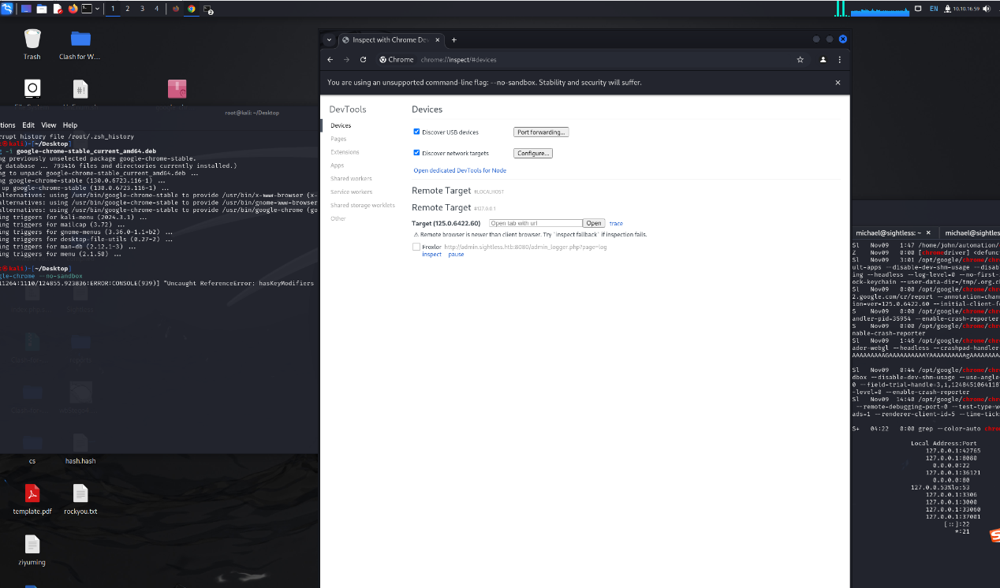 1 2 3 4
2
EN 10.10.16.59
Trash
Clash for W...
root@kali: ~/Desktop
tions Edit View Help
rrupt history file /root/.zsh_history
kali)-[~/Desktop]
-i google-chrome-stable_current_amd64.deb
ng previously unselected package google-chrome-stable.
g database ... 793416 files and directories currently installed.)
ng to unpack google-chrome-stable_current_amd64.deb ...
ng google-chrome-stable (130.0.6723.116-1) ...
up google-chrome-stable (130.0.6723.116-1) ...
alternatives: using /usr/bin/google-chrome-stable to provide /usr/bin/x-www-browser (x-
alternatives: using /usr/bin/google-chrome-stable to provide /usr/bin/gnome-www-browser
alternatives: using /usr/bin/google-chrome-stable to provide /usr/bin/google-chrome (go
ing triggers for kali-menu (2024.3.1) ...
ing triggers for mailcap (3.72) ...
ing triggers for gnome-menus (3.36.0-1.1+b2) ...
ing triggers for desktop-file-utils (0.27-2) ...
ing triggers for man-db (2.12.1-3) ...
ing triggers for menu (2.1.50) ...
kali)-[~/Desktop]
gle-chrome --no-sandbox
11264:1110/124855.923836:ERROR:CONSOLE(939)] "Uncaught ReferenceError: hasKeyModifiers
cs
hash.hash
template.pdf
rockyou.txt
ziyuming
Inspect with Chrome Dev
Chrome chrome://inspect/#devices
You are using an unsupported command-line flag: --no-sandbox. Stability and security will suffer.
DevTools
Devices
Pages
Extensions
Apps
Shared workers
Service workers
Shared storage worklets
Other
Devices
Discover USB devices Port forwarding...
Discover network targets Configure...
Open dedicated DevTools for Node
Remote Target #LOCALHOST
Remote Target #127.0.0.1
Target (125.0.6422.60) Open tab with url Open trace
⚠ Remote browser is newer than client browser. Try `inspect fallback` if inspection fails.
Froxlor http://admin.sightless.htb:8080/admin_logger.php?page=log
inspect pause
michael@sightless: ~ × michael@sightless
Sl Nov09 1:47 /home/john/automation/
Z Nov09 0:00 [chromedriver] <defunc
Sl Nov09 3:01 /opt/google/chrome/chr
ult-apps --disable-dev-shm-usage --disab
ing --headless --log-level=0 --no-first-
ock-keychain --user-data-dir=/tmp/.org.ch
Sl Nov09 0:00 /opt/google/chrome/chr
2.google.com/cr/report --annotation=chan
ion=ver=125.0.6422.60 --initial-client-f
S Nov09 0:00 /opt/google/chrome/chr
andler-pid=35954 --enable-crash-reporter
S Nov09 0:00 /opt/google/chrome/chr
nable-crash-reporter
Sl Nov09 1:46 /opt/google/chrome/chr
ader-webgl --headless --crashpad-handler
Sl Nov09 0:44 /opt/google/chrome/chr
dbox --disable-dev-shm-usage --use-angle
0 --field-trial-handle=3,i,1248451064118
-level=0 --enable-crash-reporter
Sl Nov09 14:40 /opt/google/chrome/chr
--remote-debugging-port=0 --test-type=we
ads=1 --renderer-client-id=5 --time-tick
S+ 04:22 0:00 grep --color=auto chro
Local Address:Port
127.0.0.1:42765
127.0.0.1:8080
0.0.0.0:22
127.0.0.1:36121
0.0.0.0:80
127.0.0.53%lo:53
127.0.0.1:3306
127.0.0.1:3000
127.0.0.1:33060
127.0.0.1:37001
[::]:22
*:21